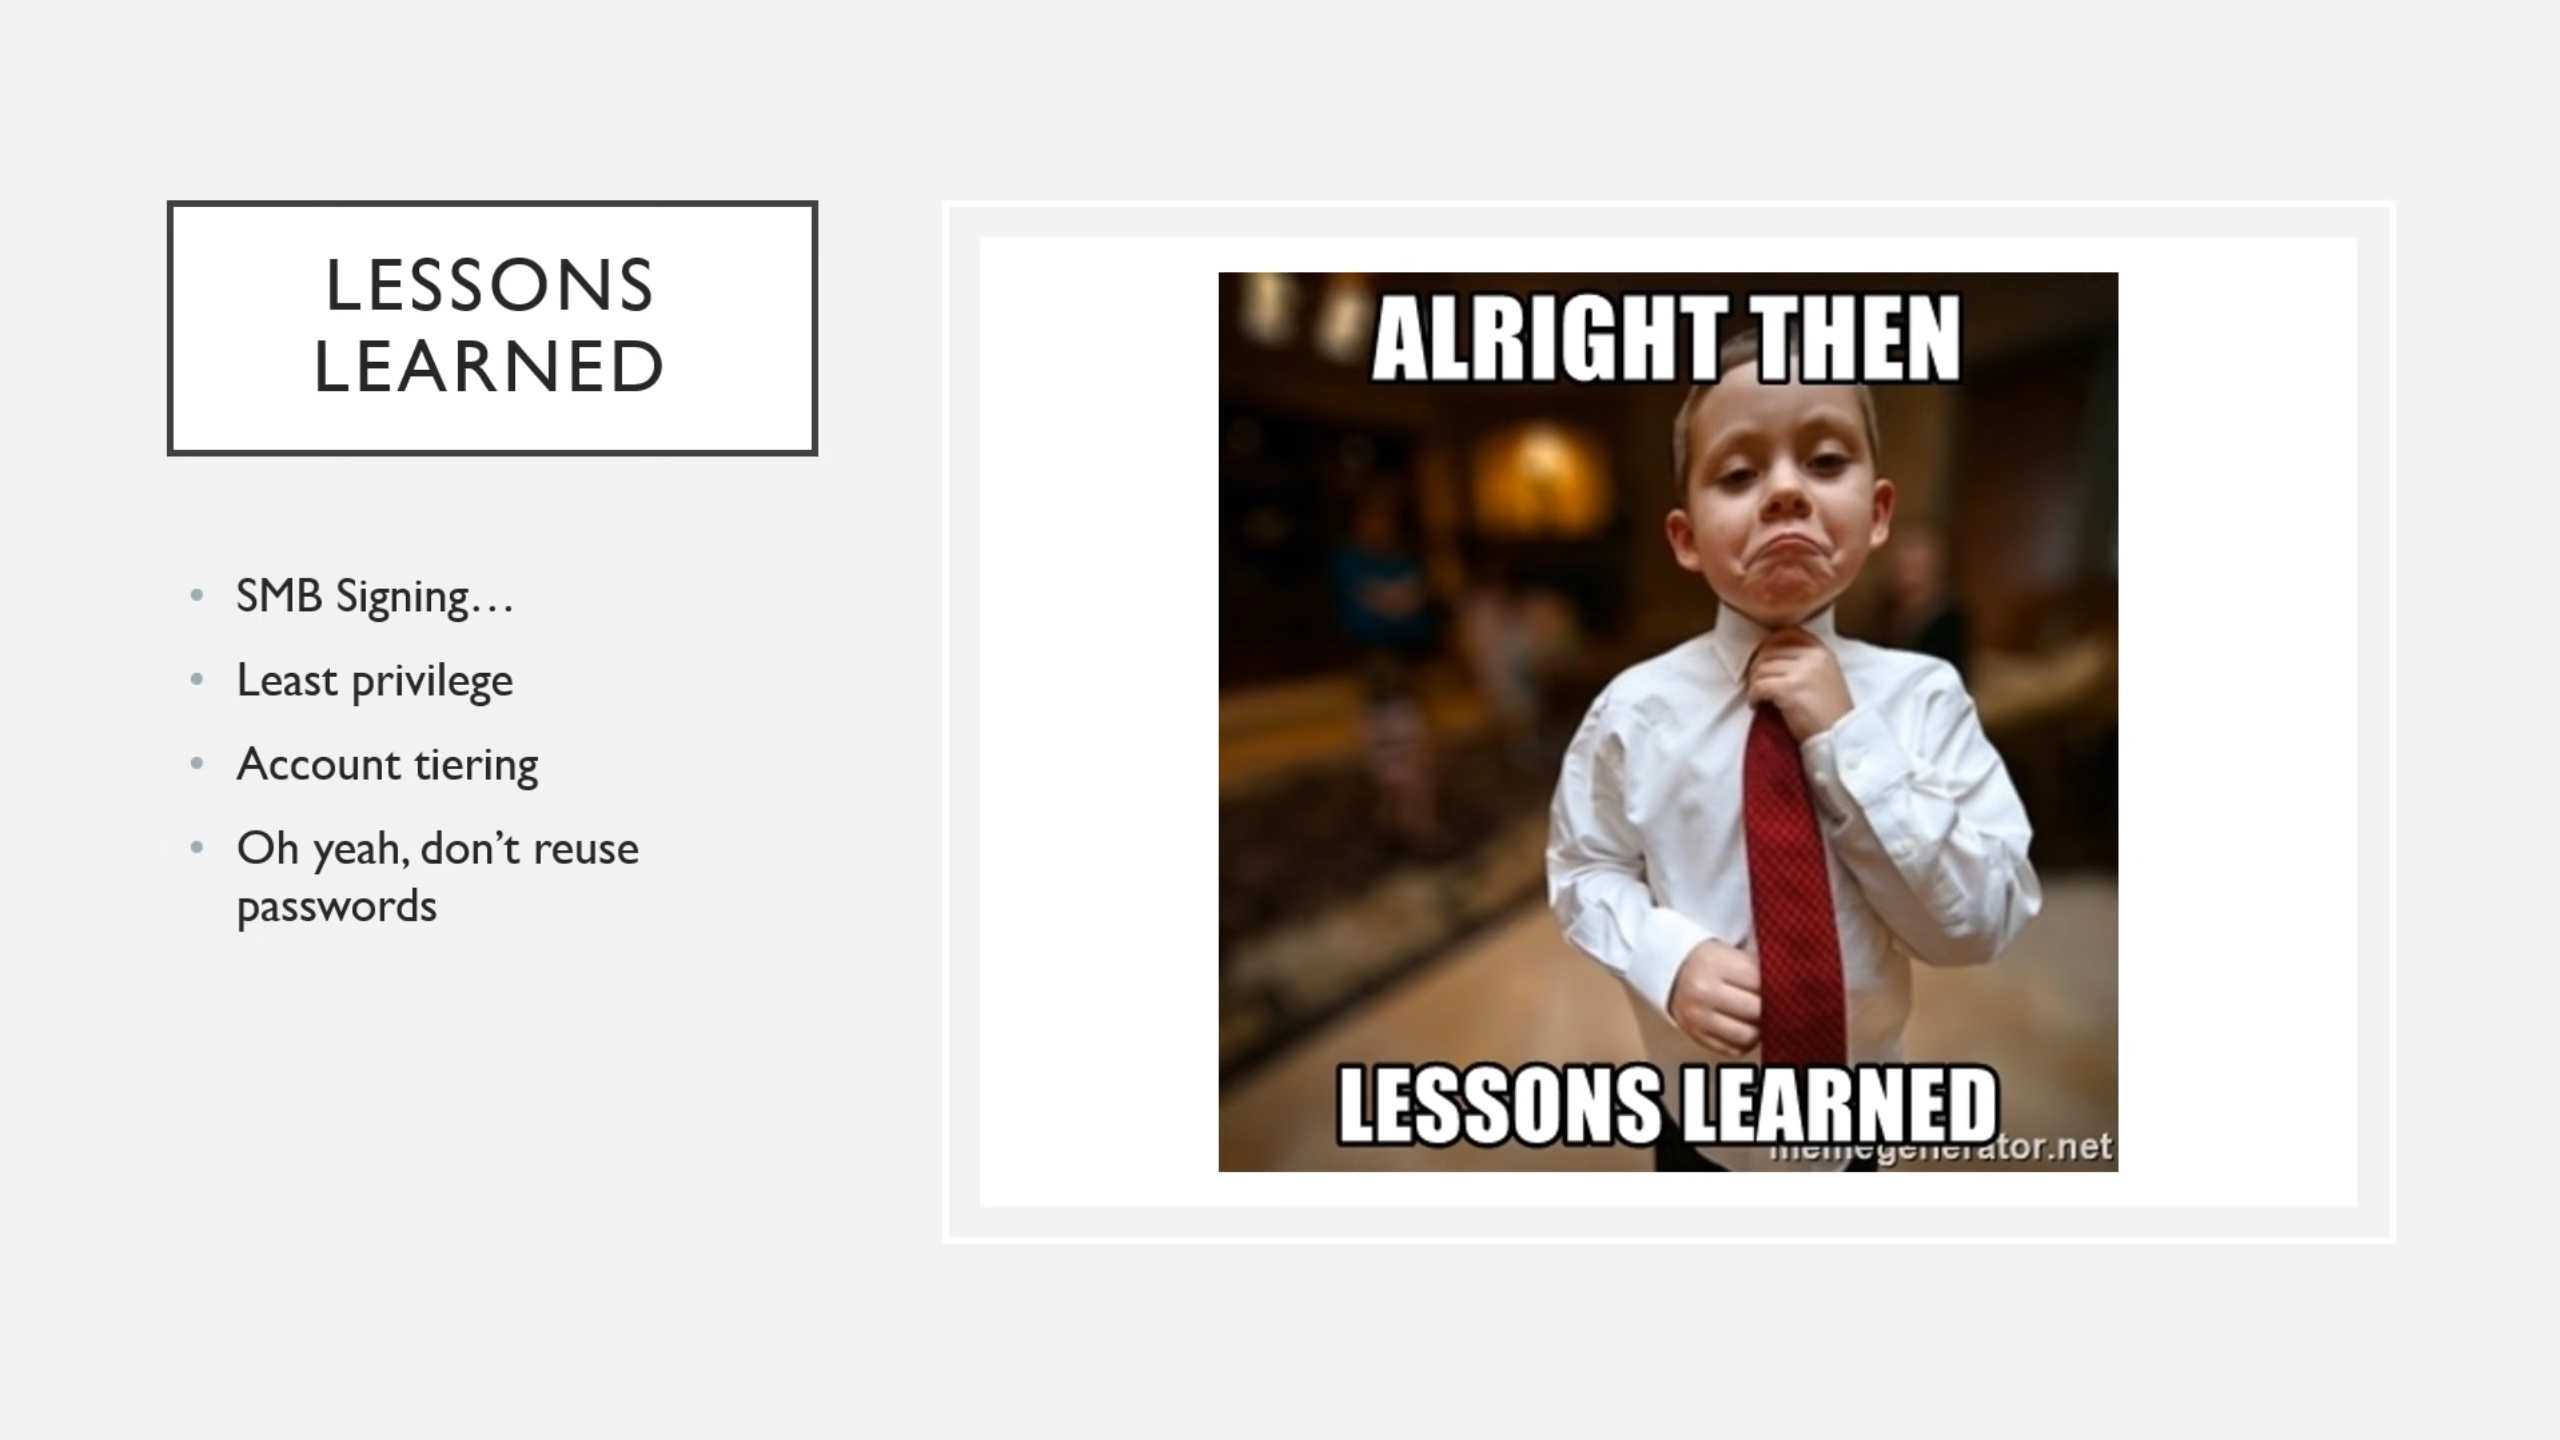 LESSONS
LEARNED
• SMB Signing…
• Least privilege
• Account tiering
• Oh yeah, don’t reuse
passwords
ALRIGHT THEN
LESSONS LEARNED
memegenerator.net